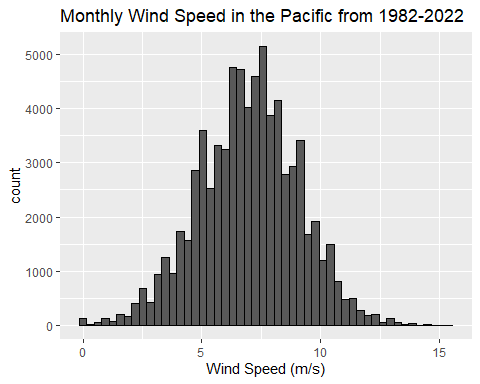 Monthly Wind Speed in the Pacific from 1982-2022
5000
4000
3000
2000
1000
0
count
0 5 10 15
Wind Speed (m/s)